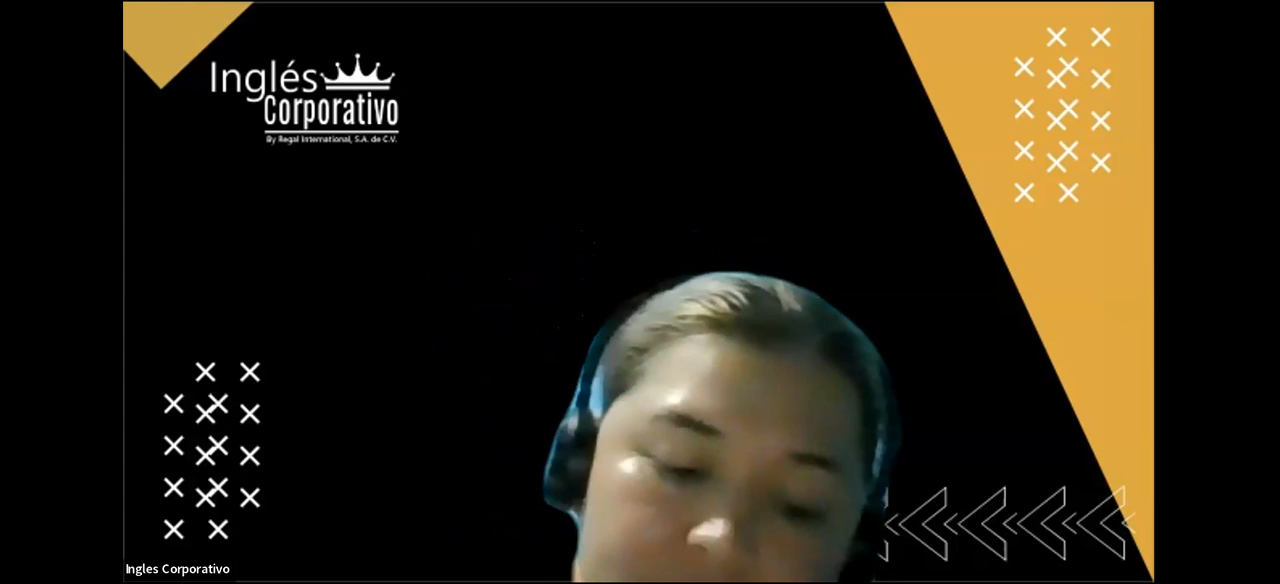 Inglés
Corporativo
By Regal International, S.A. de C.V.
Ingles Corporativo